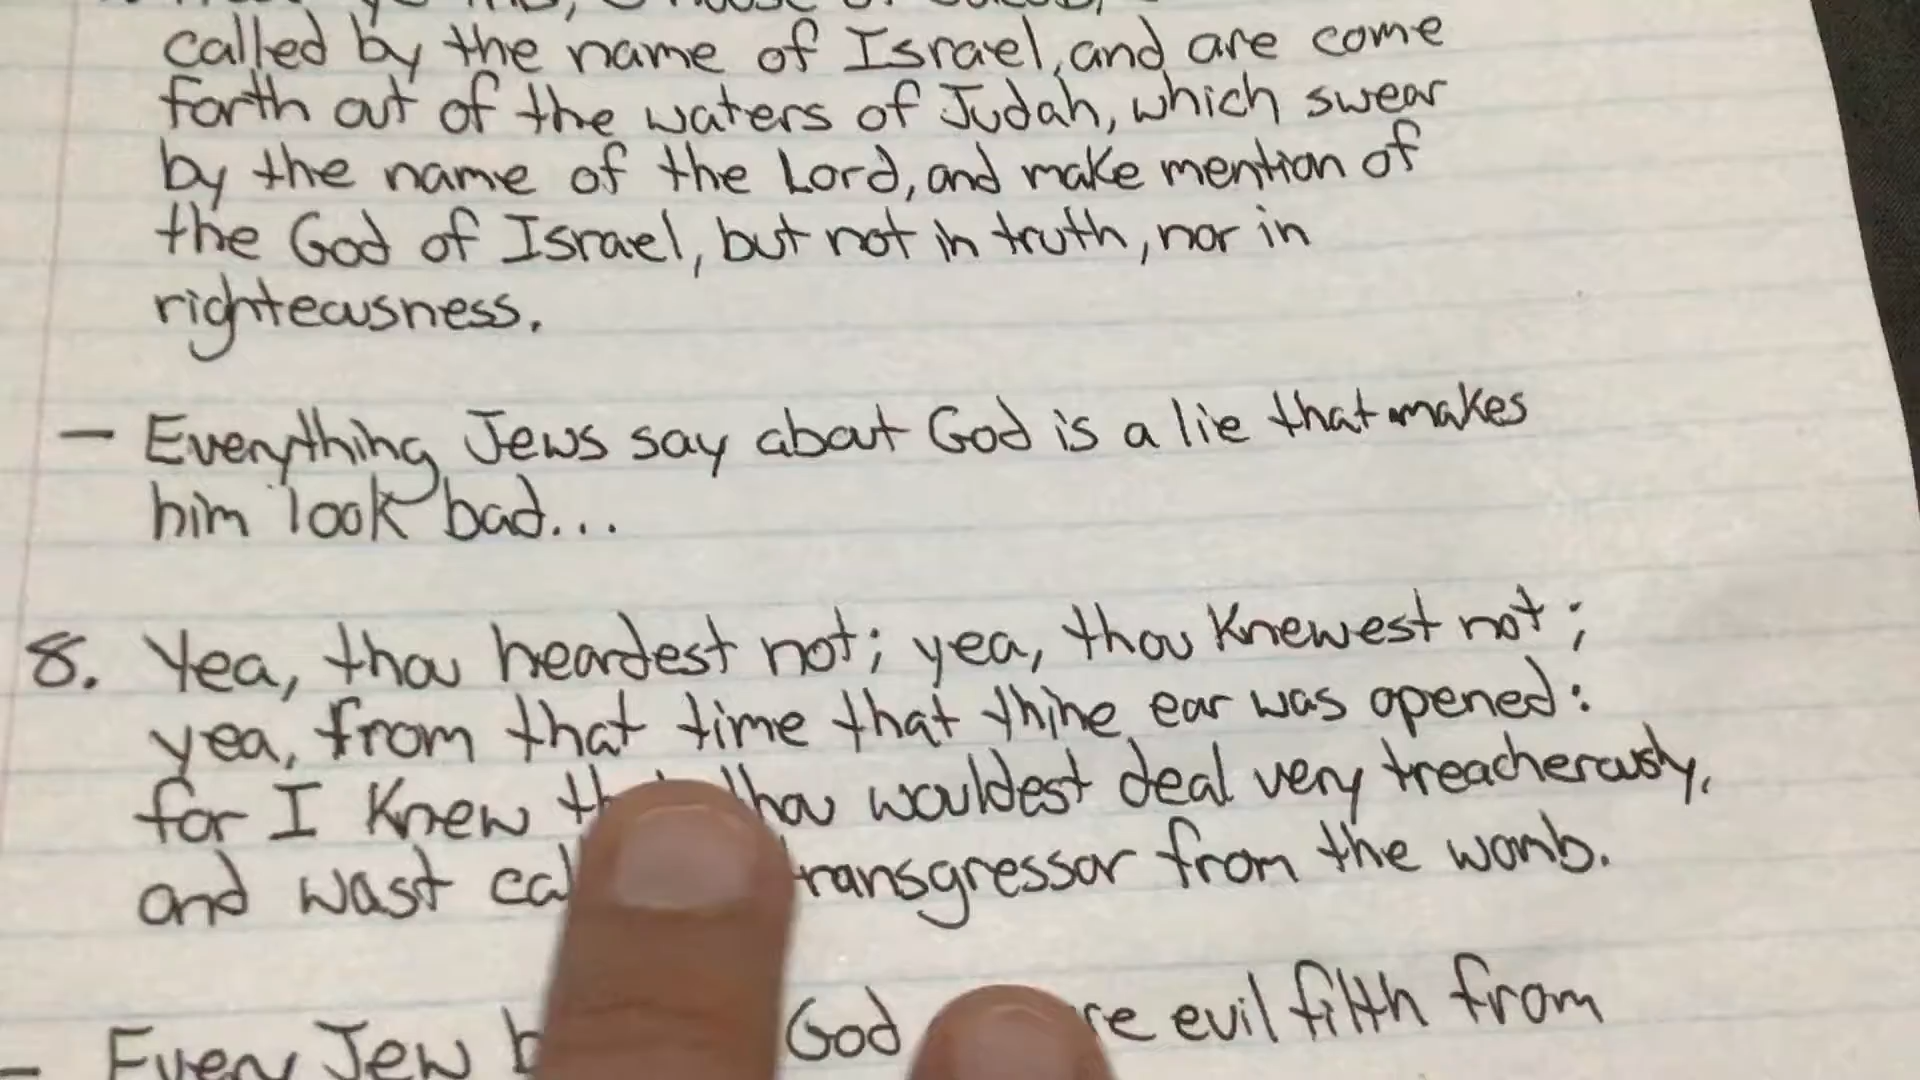 called by the name of Israel, and are come
forth out of the waters of Judah, which swear
by the name of the Lord, and make mention of
the God of Israel, but not in truth, nor in
righteousness.
- Everything Jews say about God is a lie that makes
him look bad...
8. Yea, thou heardest not; yea, thou knewest not;
yea, from that time that thine ear was opened:
for I knew thou wouldest deal very treacherously,
and wast transgressor from the womb.
- Every Jew God evil filth from